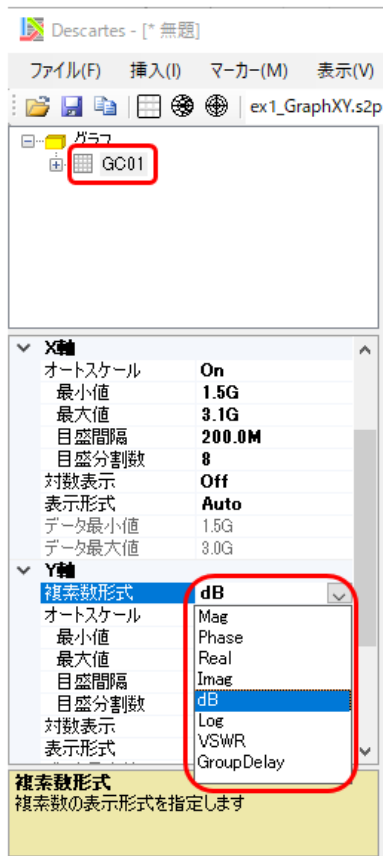 Descartes - [* 無題]
ファイル(F) 挿入(I) マーカー(M) 表示(V)
ex1_GraphXY.s2p
グラフ
GC01
X軸
オートスケール On
最小値 1.5G
最大値 3.1G
目盛間隔 200.0M
目盛分割数 8
対数表示 Off
表示形式 Auto
データ最小値 1.5G
データ最大値 3.0G
Y軸
複素数形式 dB
オートスケール
最小値
最大値
目盛間隔
目盛分割数
対数表示
表示形式
Mag
Phase
Real
Imag
dB
Log
VSWR
GroupDelay
複素数形式
複素数の表示形式を指定します